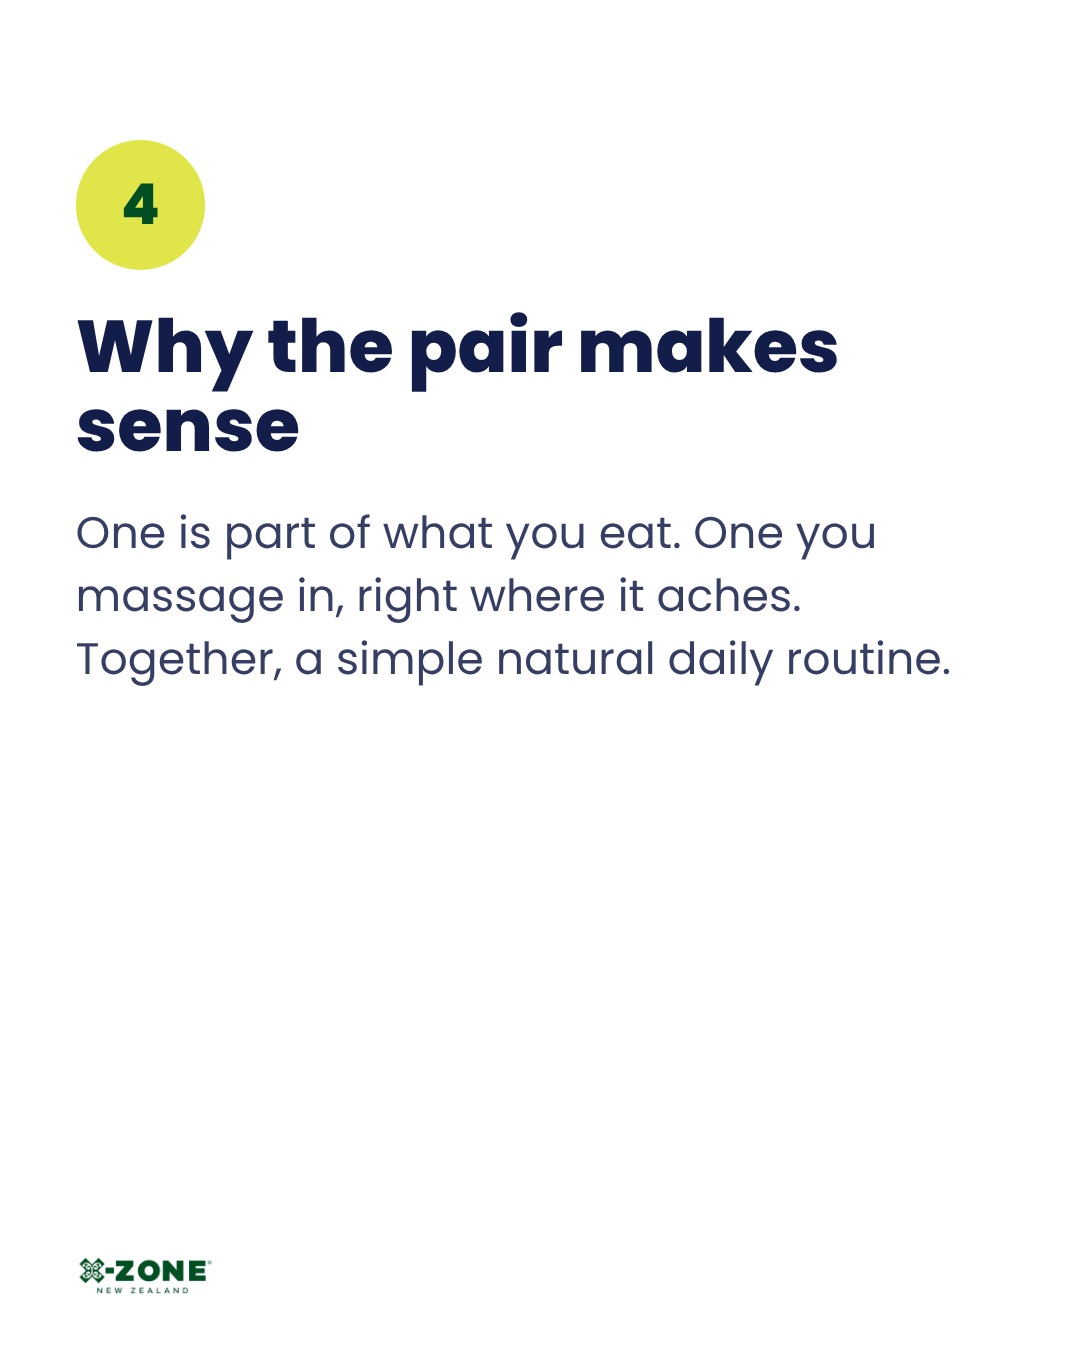 4
Why the pair makes
sense
One is part of what you eat. One you
massage in, right where it aches.
Together, a simple natural daily routine.
X-ZONE®
NEW ZEALAND